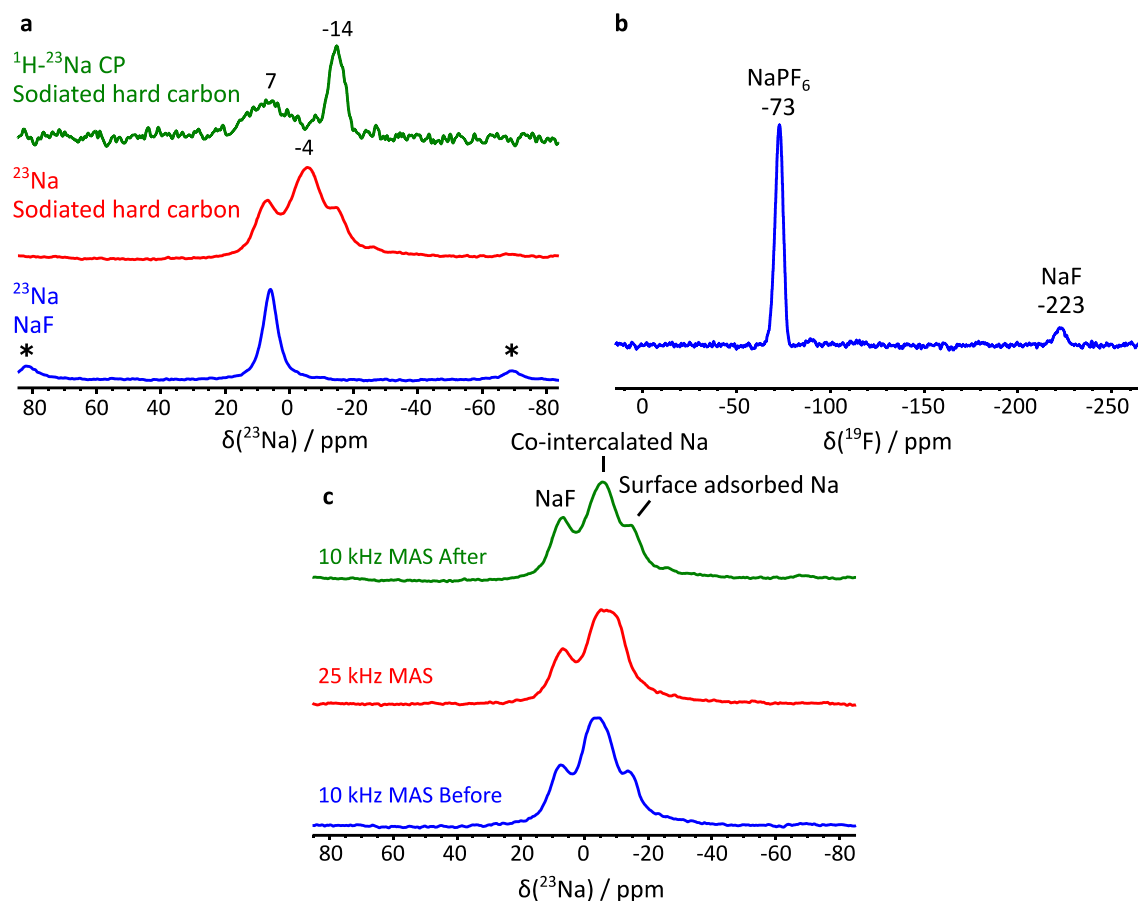 a
-14
¹H-²³Na CP
Sodiated hard carbon
7
-4
²³Na
Sodiated hard carbon
²³Na
NaF
*
*
80 60 40 20 0 -20 -40 -60 -80
δ(²³Na) / ppm
b
NaPF₆
-73
NaF
-223
0 -50 -100 -150 -200 -250
δ(¹⁹F) / ppm
Co-intercalated Na
c
NaF
Surface adsorbed Na
10 kHz MAS After
25 kHz MAS
10 kHz MAS Before
80 60 40 20 0 -20 -40 -60 -80
δ(²³Na) / ppm